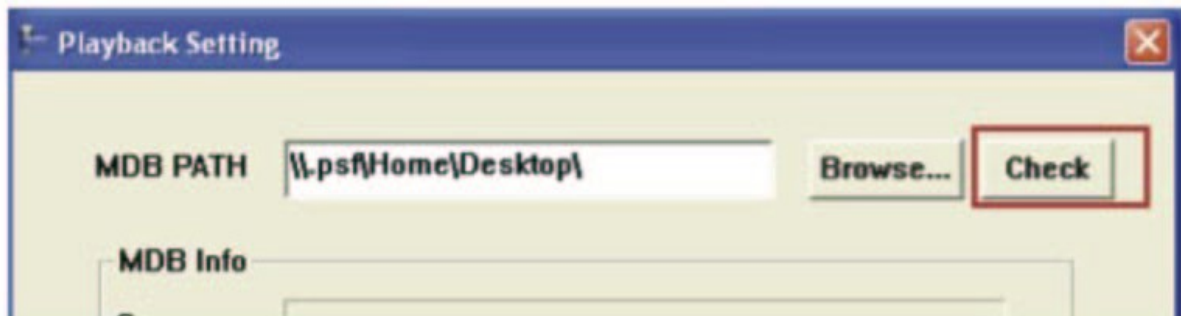 Playback Setting
MDB PATH \\.psf\Home\Desktop\ Browse... Check
MDB Info